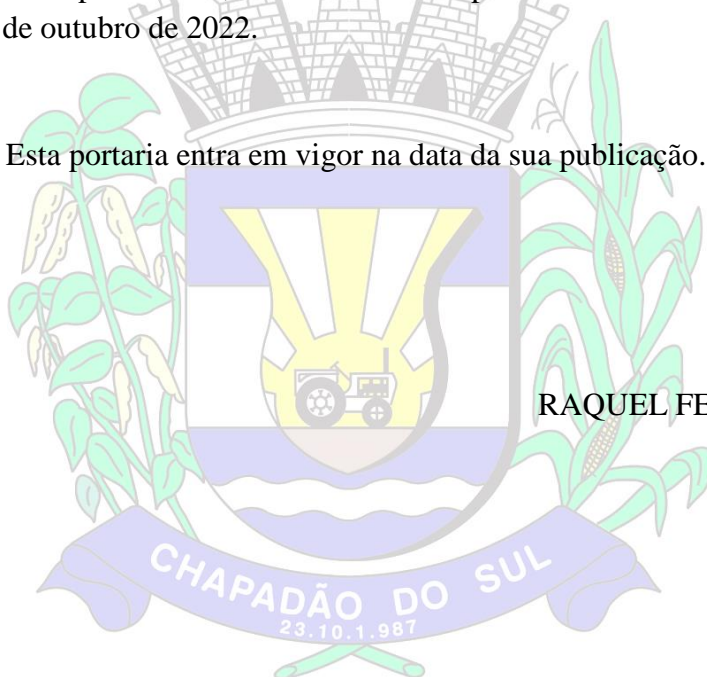 de outubro de 2022.
Esta portaria entra em vigor na data da sua publicação.
RAQUEL
CHAPADÃO DO SUL
23.10.1.987